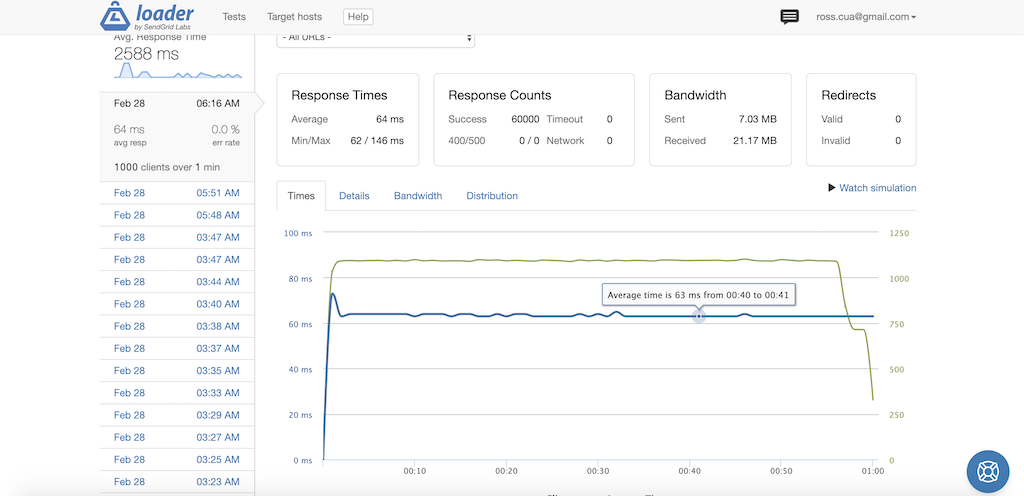 loader
by SendGrid Labs
Tests
Target hosts
Help
ross.cua@gmail.com
Avg. Response Time
2588 ms
Feb 28 06:16 AM
64 ms 0.0 %
avg resp err rate
1000 clients over 1 min
Feb 28 05:51 AM
Feb 28 05:48 AM
Feb 28 03:47 AM
Feb 28 03:47 AM
Feb 28 03:44 AM
Feb 28 03:40 AM
Feb 28 03:38 AM
Feb 28 03:37 AM
Feb 28 03:35 AM
Feb 28 03:33 AM
Feb 28 03:29 AM
Feb 28 03:27 AM
Feb 28 03:25 AM
Feb 28 03:23 AM
- All URLs -
Response Times
Average 64 ms
Min/Max 62 / 146 ms
Response Counts
Success 60000 Timeout 0
400/500 0 / 0 Network 0
Bandwidth
Sent 7.03 MB
Received 21.17 MB
Redirects
Valid 0
Invalid 0
Times Details Bandwidth Distribution
Watch simulation
100 ms
80 ms
60 ms
40 ms
20 ms
0 ms
Average time is 63 ms from 00:40 to 00:41
1250
1000
750
500
250
0
00:10 00:20 00:30 00:40 00:50 01:00